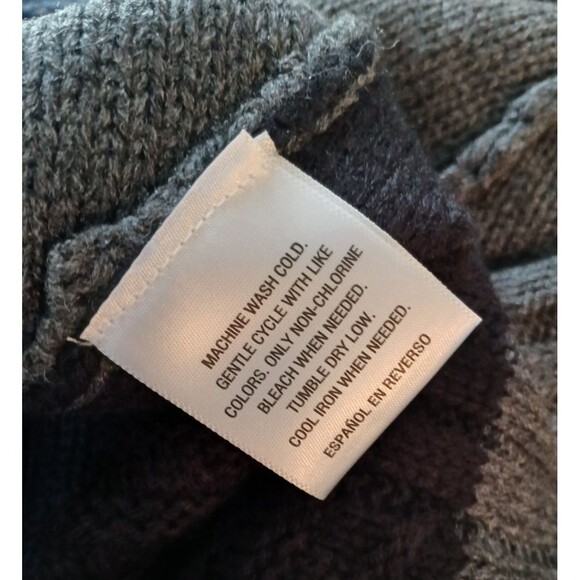 MACHINE WASH COLD.
GENTLE CYCLE WITH LIKE
COLORS. ONLY NON-CHLORINE
BLEACH WHEN NEEDED.
TUMBLE DRY LOW.
COOL IRON WHEN NEEDED.
ESPAÑOL EN REVERSO